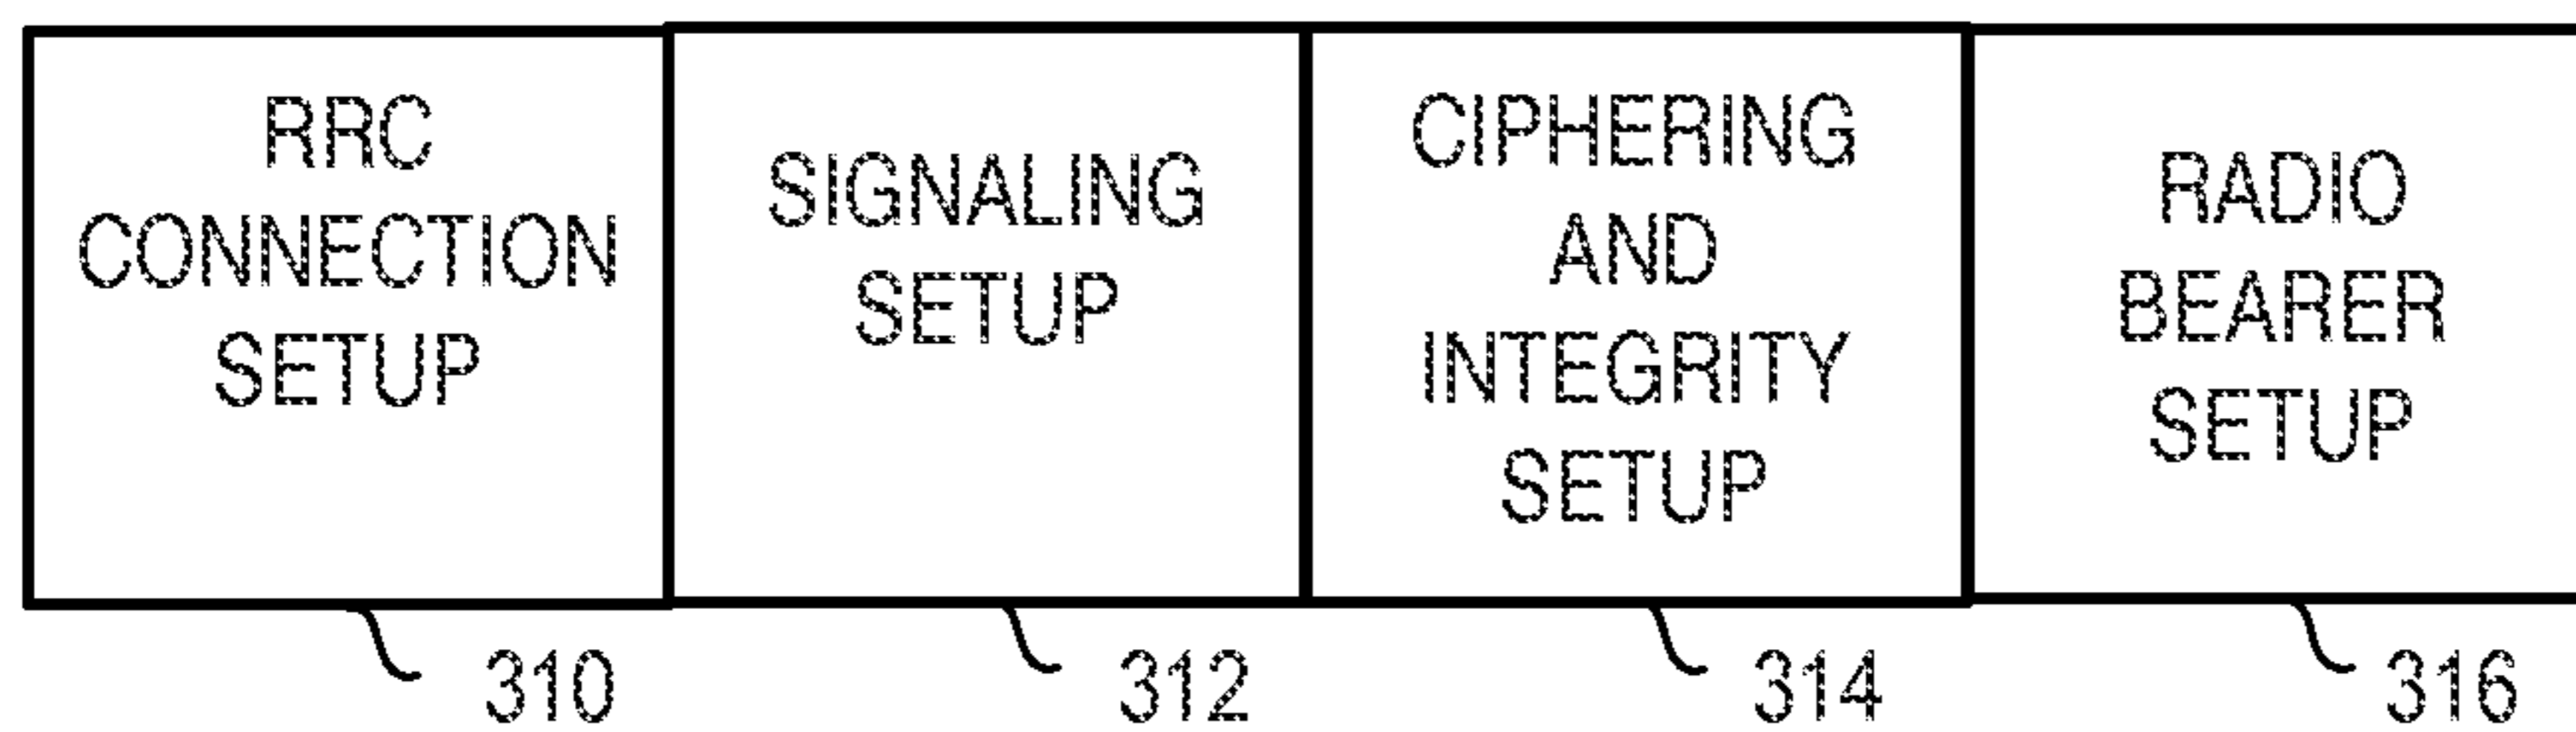 RRC
CONNECTION
SETUP
SIGNALING
SETUP
CIPHERING
AND
INTEGRITY
SETUP
RADIO
BEARER
SETUP
310
312
314
316